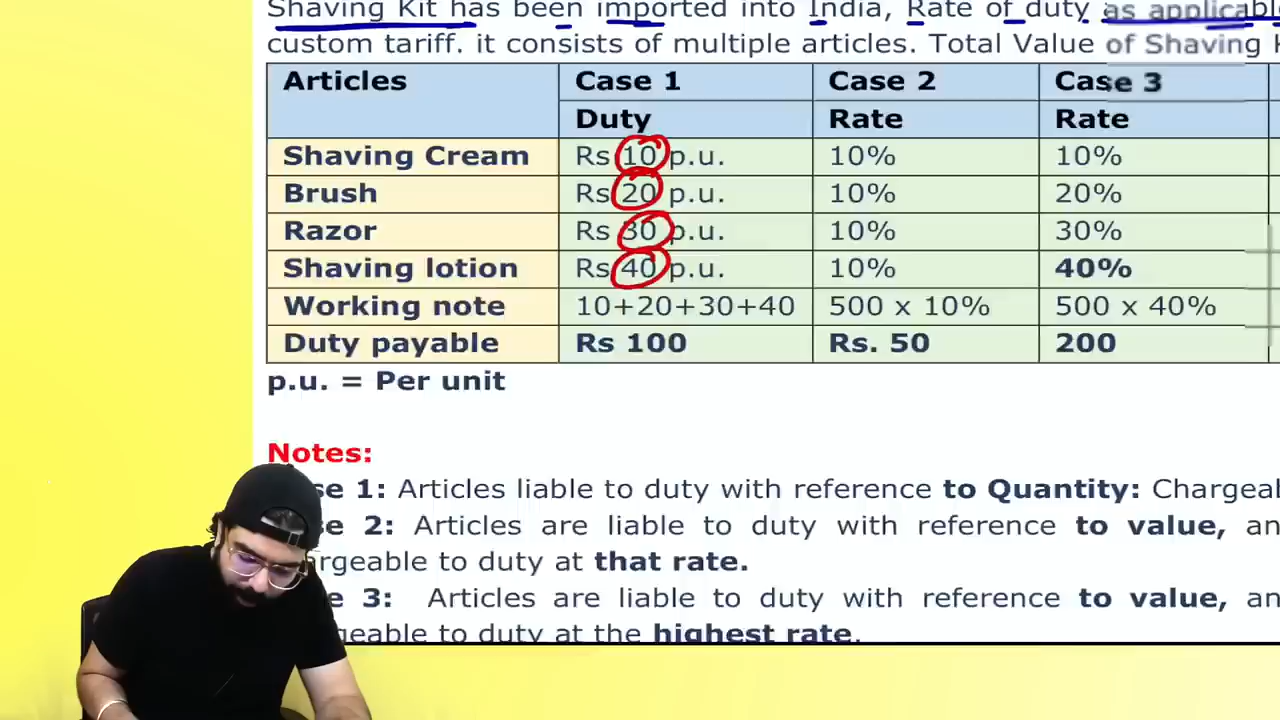 Shaving Kit has been imported into India, Rate of duty as applicabl
custom tariff. it consists of multiple articles. Total Value of Shaving
Articles Case 1 Case 2 Case 3
Duty Rate Rate
Shaving Cream Rs 10 p.u. 10% 10%
Brush Rs 20 p.u. 10% 20%
Razor Rs 30 p.u. 10% 30%
Shaving lotion Rs 40 p.u. 10% 40%
Working note 10+20+30+40 500 x 10% 500 x 40%
Duty payable Rs 100 Rs. 50 200
p.u. = Per unit
Notes:
se 1: Articles liable to duty with reference to Quantity: Chargeab
e 2: Articles are liable to duty with reference to value, an
argeable to duty at that rate.
e 3: Articles are liable to duty with reference to value, an
geable to duty at the highest rate.